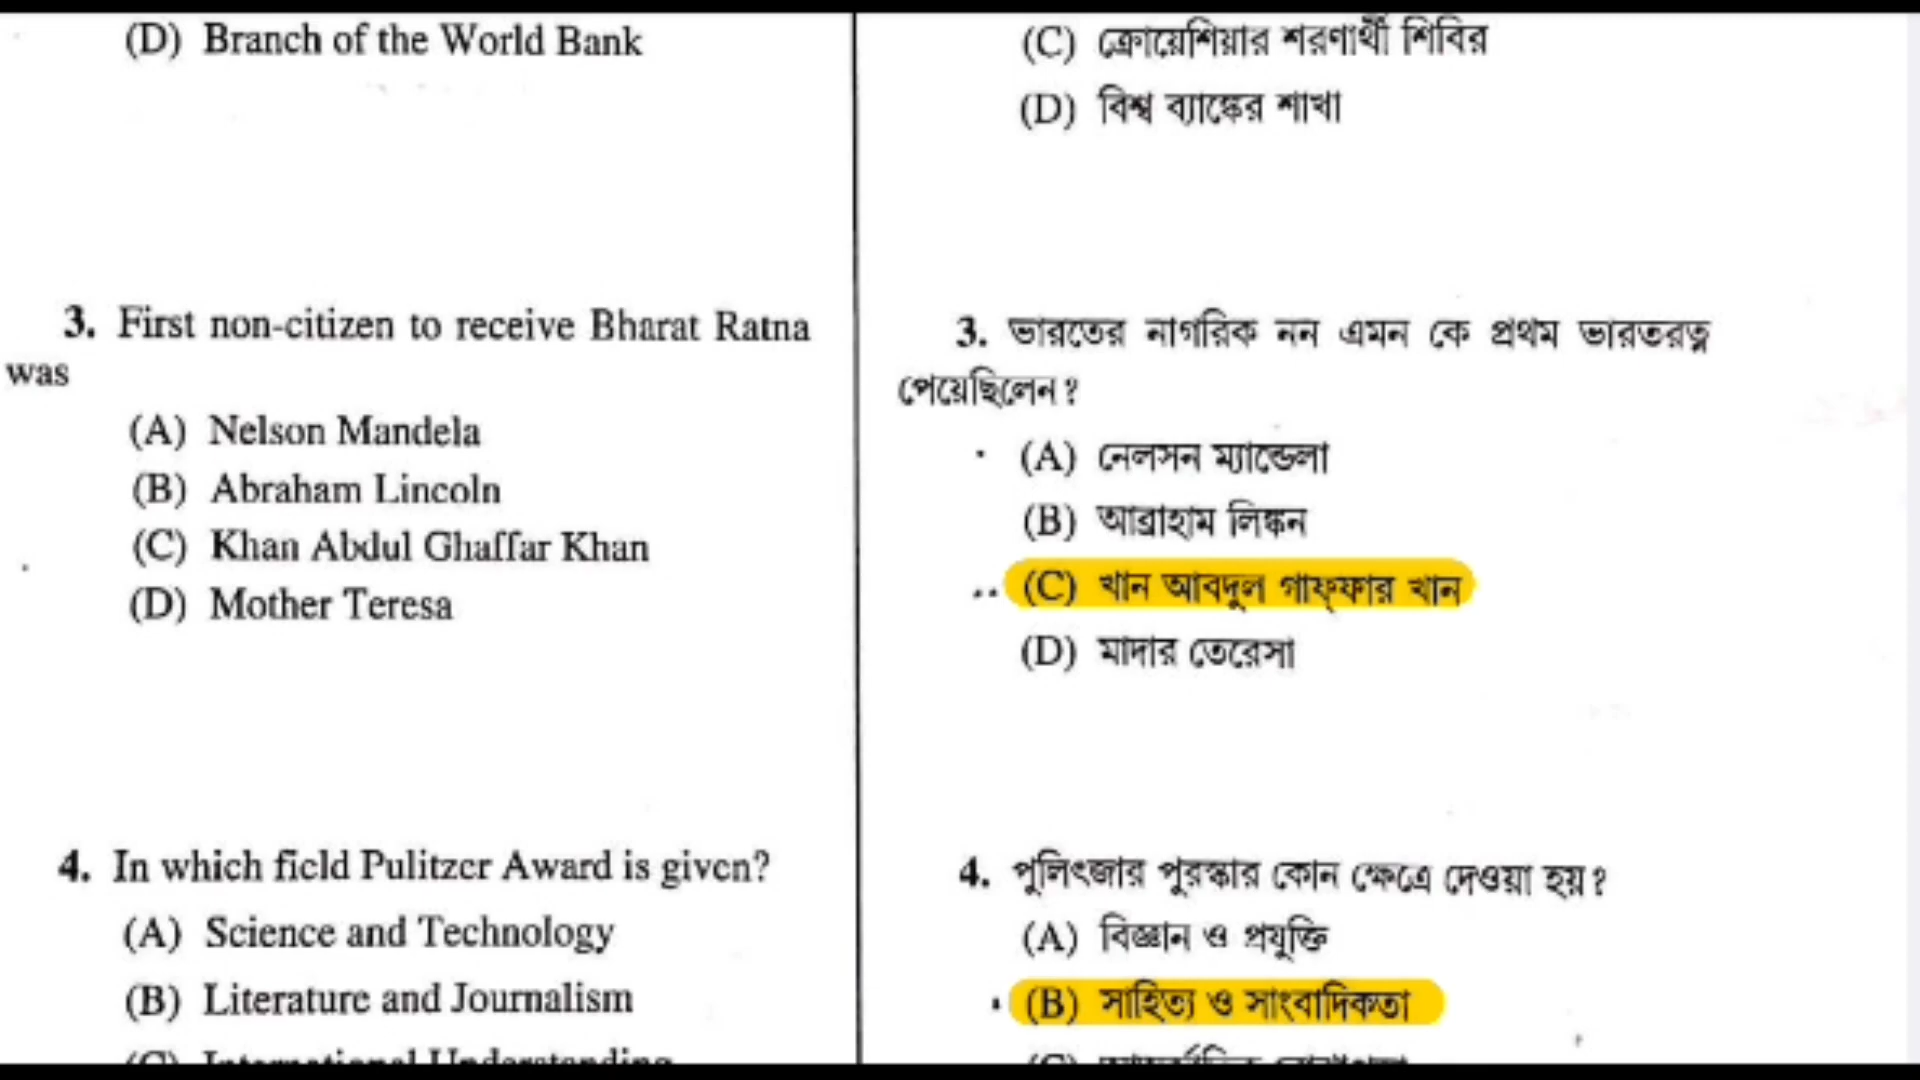 (D) Branch of the World Bank
3. First non-citizen to receive Bharat Ratna
was
(A) Nelson Mandela
(B) Abraham Lincoln
(C) Khan Abdul Ghaffar Khan
(D) Mother Teresa
4. In which field Pulitzer Award is given?
(A) Science and Technology
(B) Literature and Journalism
(C) International Understanding
(C) ক্রোয়েশিয়ার শরণার্থী শিবির
(D) বিশ্ব ব্যাঙ্কের শাখা
3. ভারতের নাগরিক নন এমন কে প্রথম ভারতরত্ন
পেয়েছিলেন?
(A) নেলসন ম্যান্ডেলা
(B) আব্রাহাম লিঙ্কন
(C) খান আবদুল গাফ্ফার খান
(D) মাদার তেরেসা
4. পুলিৎজার পুরস্কার কোন ক্ষেত্রে দেওয়া হয়?
(A) বিজ্ঞান ও প্রযুক্তি
(B) সাহিত্য ও সাংবাদিকতা
(C)